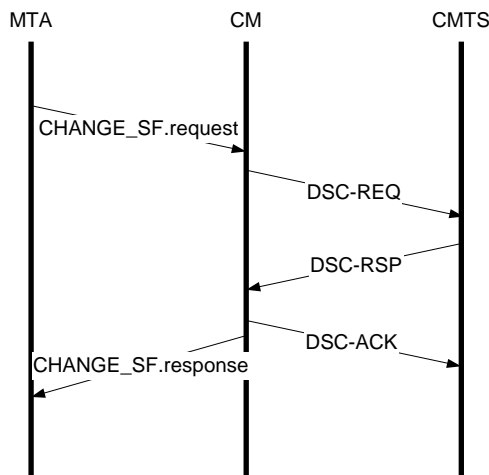 MTA CM CMTS
CHANGE_SF.request
DSC-REQ
DSC-RSP
DSC-ACK
CHANGE_SF.response